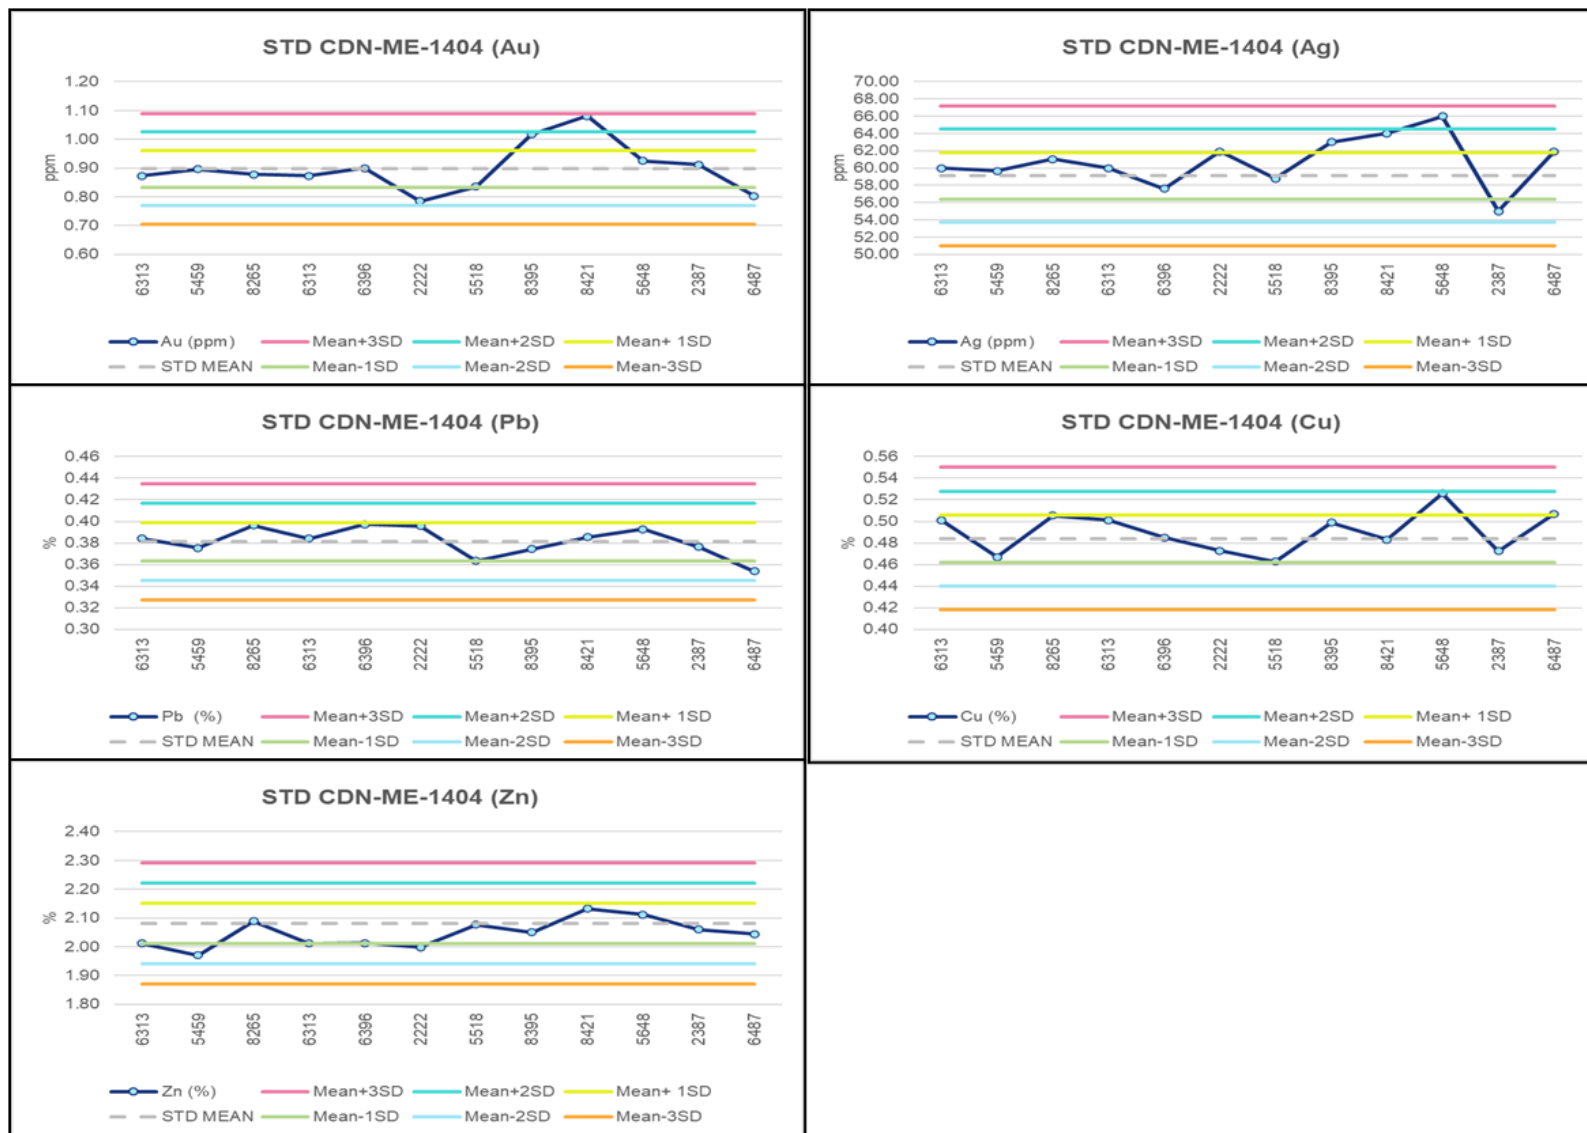 STD CDN-ME-1404 (Au)
1.20
1.10
1.00
0.90
0.80
0.70
0.60
ppm
6313 5459 8265 6313 6396 2222 5518 8395 8421 5648 2387 6487
Au (ppm) Mean+3SD Mean+2SD Mean+ 1SD
STD MEAN Mean-1SD Mean-2SD Mean-3SD
STD CDN-ME-1404 (Ag)
70.00
68.00
66.00
64.00
62.00
60.00
58.00
56.00
54.00
52.00
50.00
ppm
6313 5459 8265 6313 6396 2222 5518 8395 8421 5648 2387 6487
Ag (ppm) Mean+3SD Mean+2SD Mean+ 1SD
STD MEAN Mean-1SD Mean-2SD Mean-3SD
STD CDN-ME-1404 (Pb)
0.46
0.44
0.42
0.40
0.38
0.36
0.34
0.32
0.30
%
6313 5459 8265 6313 6396 2222 5518 8395 8421 5648 2387 6487
Pb (%) Mean+3SD Mean+2SD Mean+ 1SD
STD MEAN Mean-1SD Mean-2SD Mean-3SD
STD CDN-ME-1404 (Cu)
0.56
0.54
0.52
0.50
0.48
0.46
0.44
0.42
0.40
%
6313 5459 8265 6313 6396 2222 5518 8395 8421 5648 2387 6487
Cu (%) Mean+3SD Mean+2SD Mean+ 1SD
STD MEAN Mean-1SD Mean-2SD Mean-3SD
STD CDN-ME-1404 (Zn)
2.40
2.30
2.20
2.10
2.00
1.90
1.80
%
6313 5459 8265 6313 6396 2222 5518 8395 8421 5648 2387 6487
Zn (%) Mean+3SD Mean+2SD Mean+ 1SD
STD MEAN Mean-1SD Mean-2SD Mean-3SD